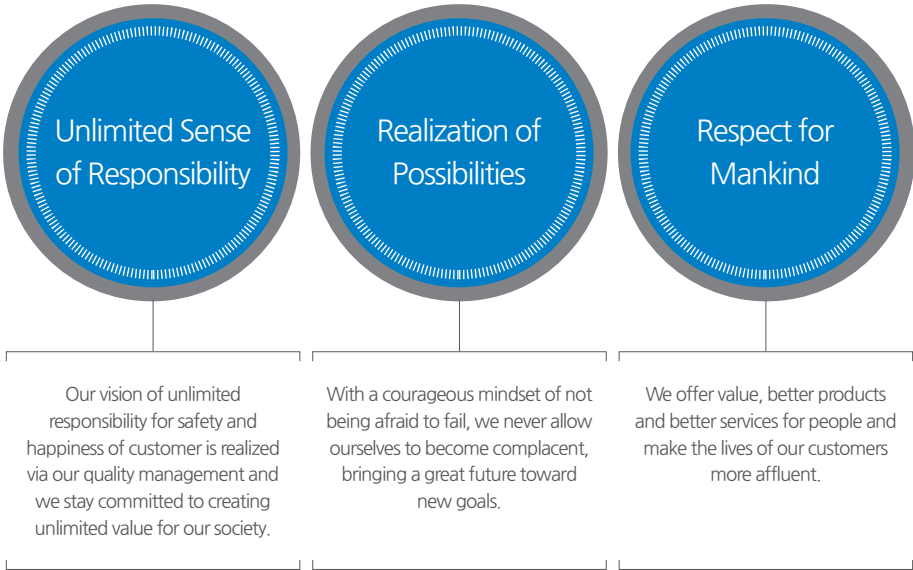 Unlimited Sense
of Responsibility
Realization of
Possibilities
Respect for
Mankind
Our vision of unlimited
responsibility for safety and
happiness of customer is realized
via our quality management and
we stay committed to creating
unlimited value for our society.
With a courageous mindset of not
being afraid to fail, we never allow
ourselves to become complacent,
bringing a great future toward
new goals.
We offer value, better products
and better services for people and
make the lives of our customers
more affluent.